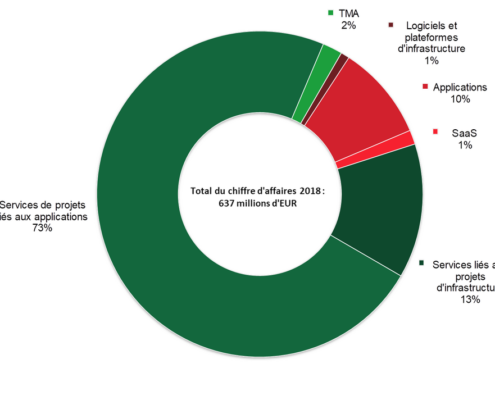 TMA
2%
Logiciels et
plateformes
d'infrastructure
1%
Applications
10%
SaaS
1%
Total du chiffre d'affaires 2018 :
637 millions d'EUR
Services de projets
liés aux applications
73%
Services liés a
projets
d'infrastructu
13%